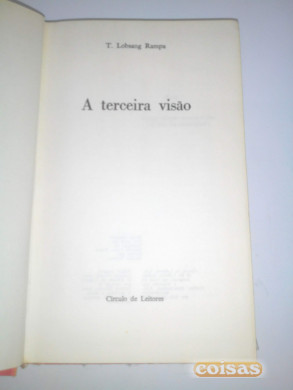 T. Lobsang Rampa
A terceira visão
Círculo de Leitores
coisas